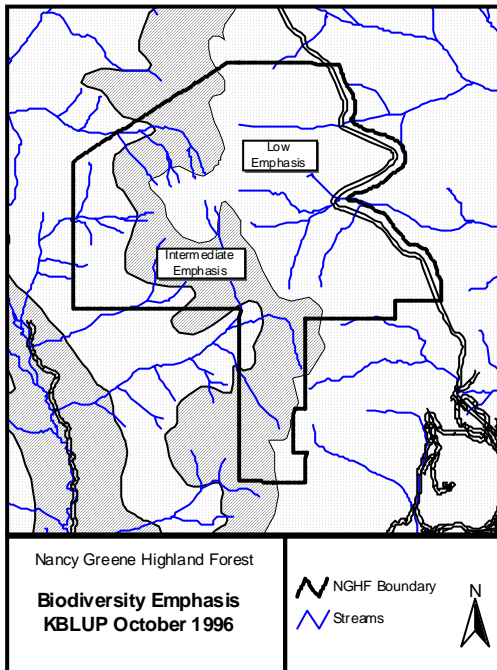 Low
Emphasis
Intermediate
Emphasis
Nancy Greene Highland Forest
Biodiversity Emphasis
KBLUP October 1996
NGHF Boundary
Streams
N